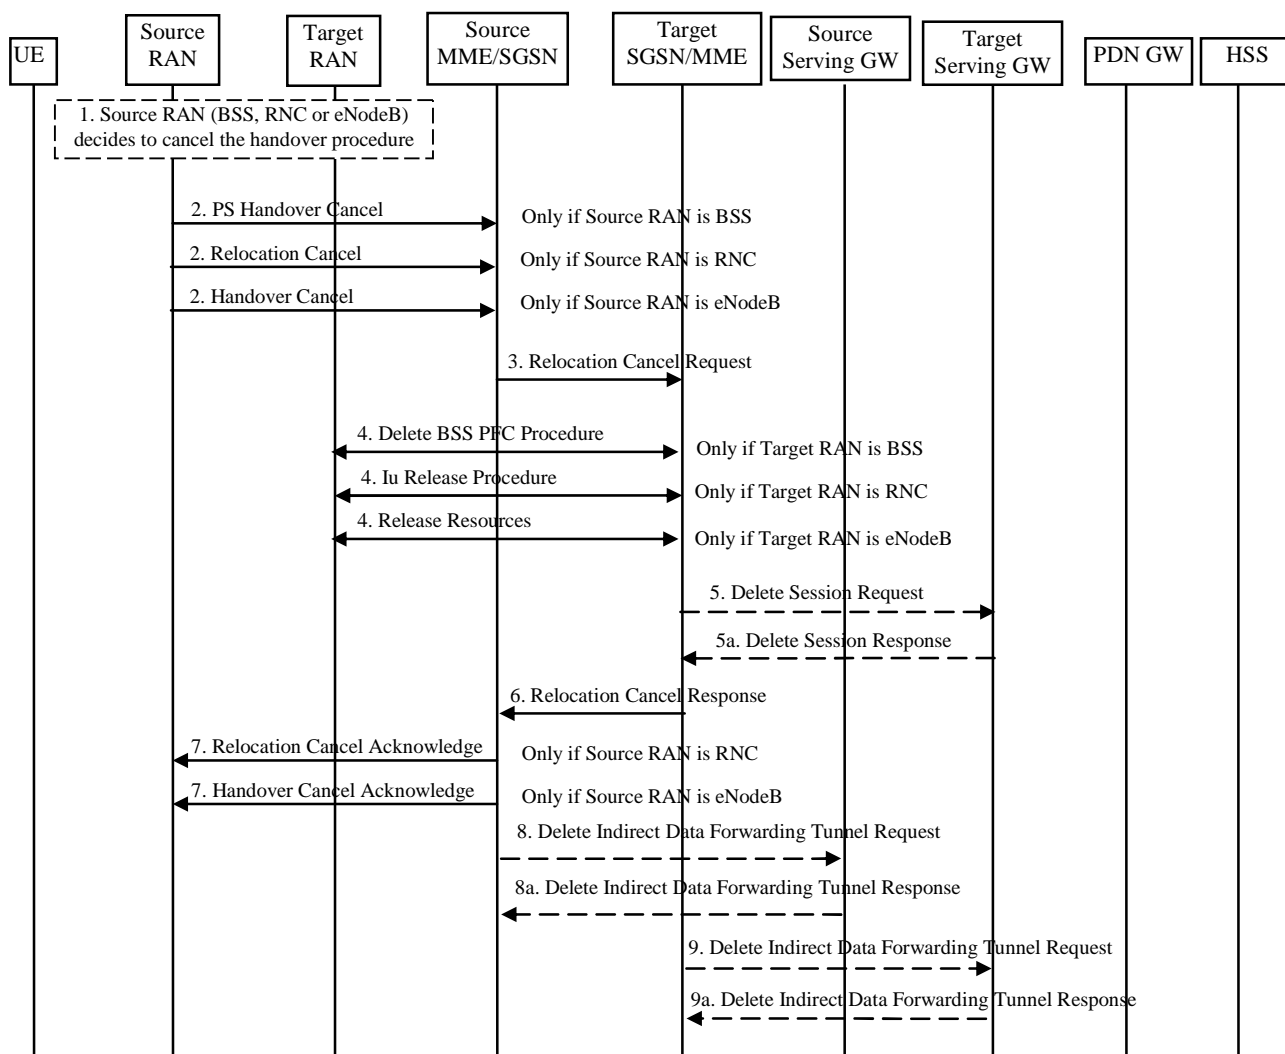 UE
Source
RAN
Target
RAN
Source
MME/SGSN
Target
SGSN/MME
Source
Serving GW
Target
Serving GW
PDN GW
HSS
1. Source RAN (BSS, RNC or eNodeB)
decides to cancel the handover procedure
2. PS Handover Cancel
Only if Source RAN is BSS
2. Relocation Cancel
Only if Source RAN is RNC
2. Handover Cancel
Only if Source RAN is eNodeB
3. Relocation Cancel Request
4. Delete BSS PFC Procedure
Only if Target RAN is BSS
4. Iu Release Procedure
Only if Target RAN is RNC
4. Release Resources
Only if Target RAN is eNodeB
5. Delete Session Request
5a. Delete Session Response
6. Relocation Cancel Response
7. Relocation Cancel Acknowledge
Only if Source RAN is RNC
7. Handover Cancel Acknowledge
Only if Source RAN is eNodeB
8. Delete Indirect Data Forwarding Tunnel Request
8a. Delete Indirect Data Forwarding Tunnel Response
9. Delete Indirect Data Forwarding Tunnel Request
9a. Delete Indirect Data Forwarding Tunnel Response